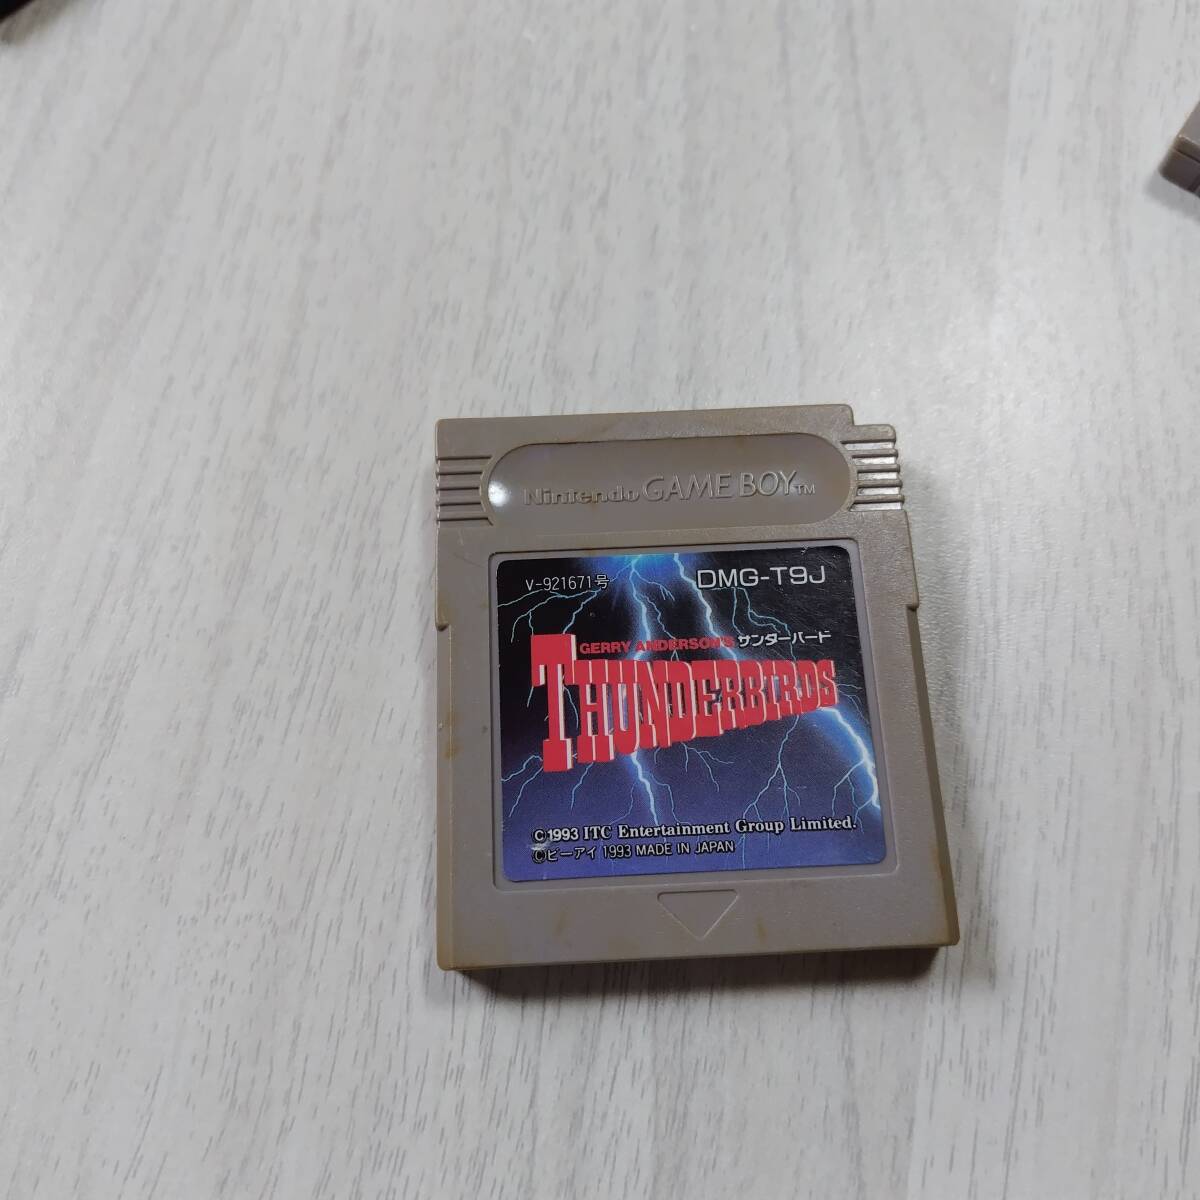 Nintendo GAME BOY™
V-921671号
DMG-T9J
GERRY ANDERSON'S サンダーバード
THUNDERBIRDS
©1993 ITC Entertainment Group Limited.
©ビーアイ 1993 MADE IN JAPAN